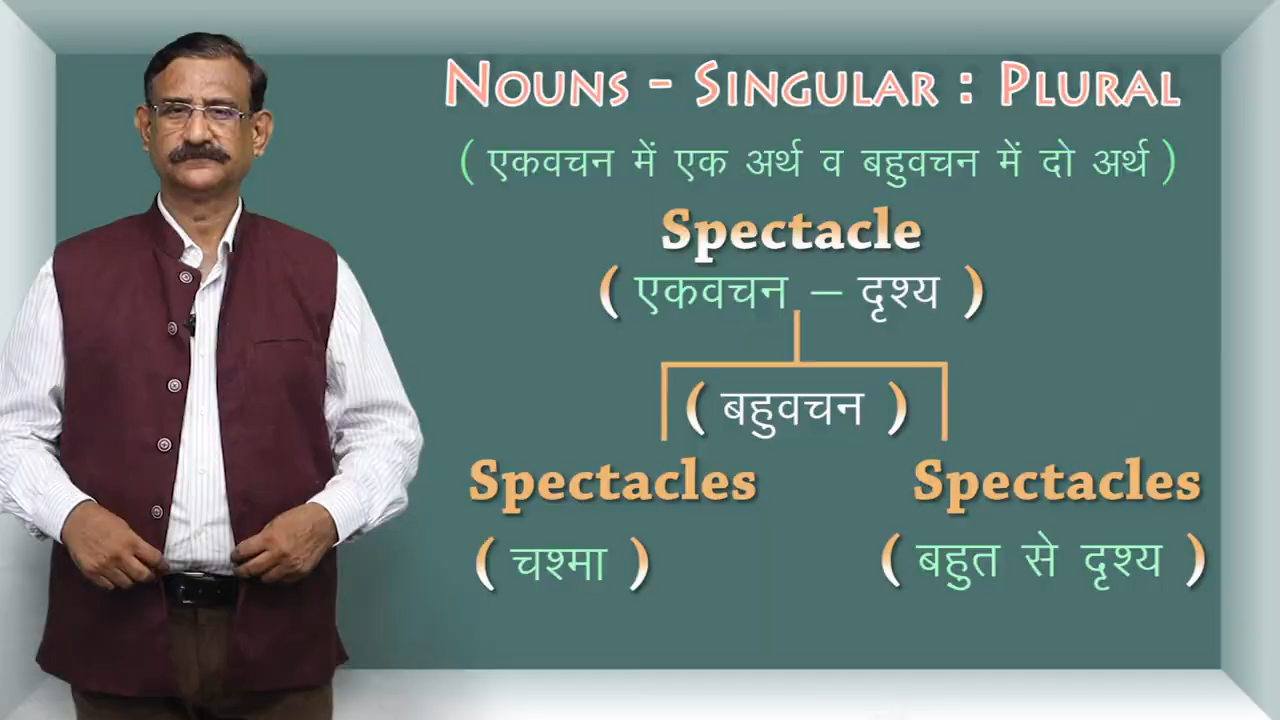 NOUNS - SINGULAR : PLURAL
( एकवचन में एक अर्थ व बहुवचन में दो अर्थ )
Spectacle
( एकवचन – दृश्य )
( बहुवचन )
Spectacles Spectacles
( चश्मा ) ( बहुत से दृश्य )